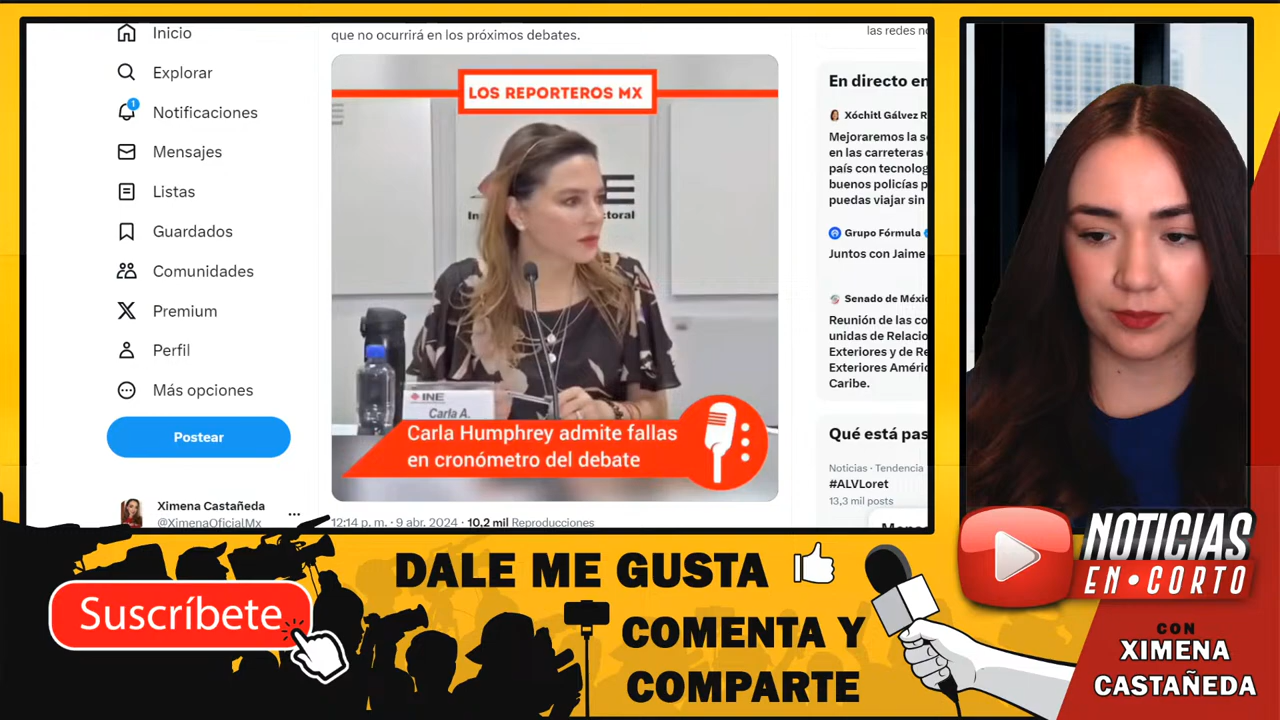 Inicio
Explorar
1
Notificaciones
Mensajes
Listas
Guardados
Comunidades
Premium
Perfil
Más opciones
Postear
Ximena Castañeda
@XimenaOficialMx
que no ocurrirá en los próximos debates.
LOS REPORTEROS MX
INE
Carla A.
Carla Humphrey admite fallas
en cronómetro del debate
12:14 p. m. · 9 abr. 2024 · 10,2 mil Reproducciones
las redes
En directo en
Xóchitl Gálvez R
Mejoraremos la s
en las carreteras
país con tecnolog
buenos policías p
puedas viajar sin
Grupo Fórmula
Juntos con Jaime
Senado de Méxi
Reunión de las co
unidas de Relacio
Exteriores y de Re
Exteriores Améric
Caribe.
Qué está pas
Noticias · Tendencia
#ALVLoret
13,3 mil posts
Suscríbete
DALE ME GUSTA
COMENTA Y
COMPARTE
NOTICIAS
EN•CORTO
CON
XIMENA
CASTAÑEDA